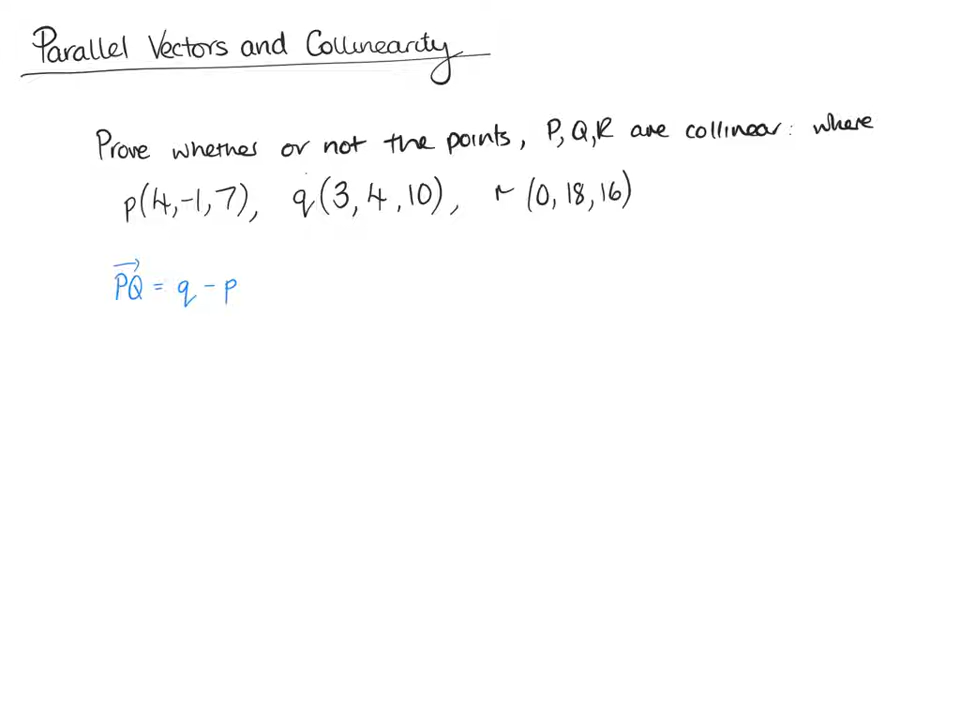 Parallel Vectors and Collinearity
Prove whether or not the points, P,Q,R are collinear: where
p(4,-1,7), q(3,4,10), r(0,18,16)
PQ = q - p